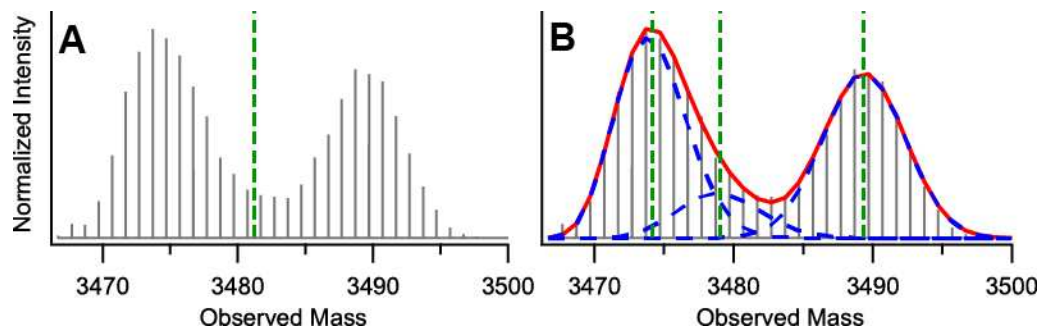 A
B
Normalized Intensity
3470 3480 3490 3500
3470 3480 3490 3500
Observed Mass
Observed Mass